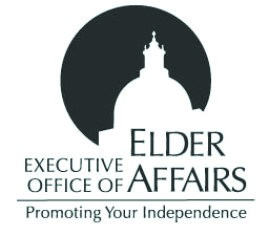 EXECUTIVE OFFICE OF
ELDER AFFAIRS
Promoting Your Independence